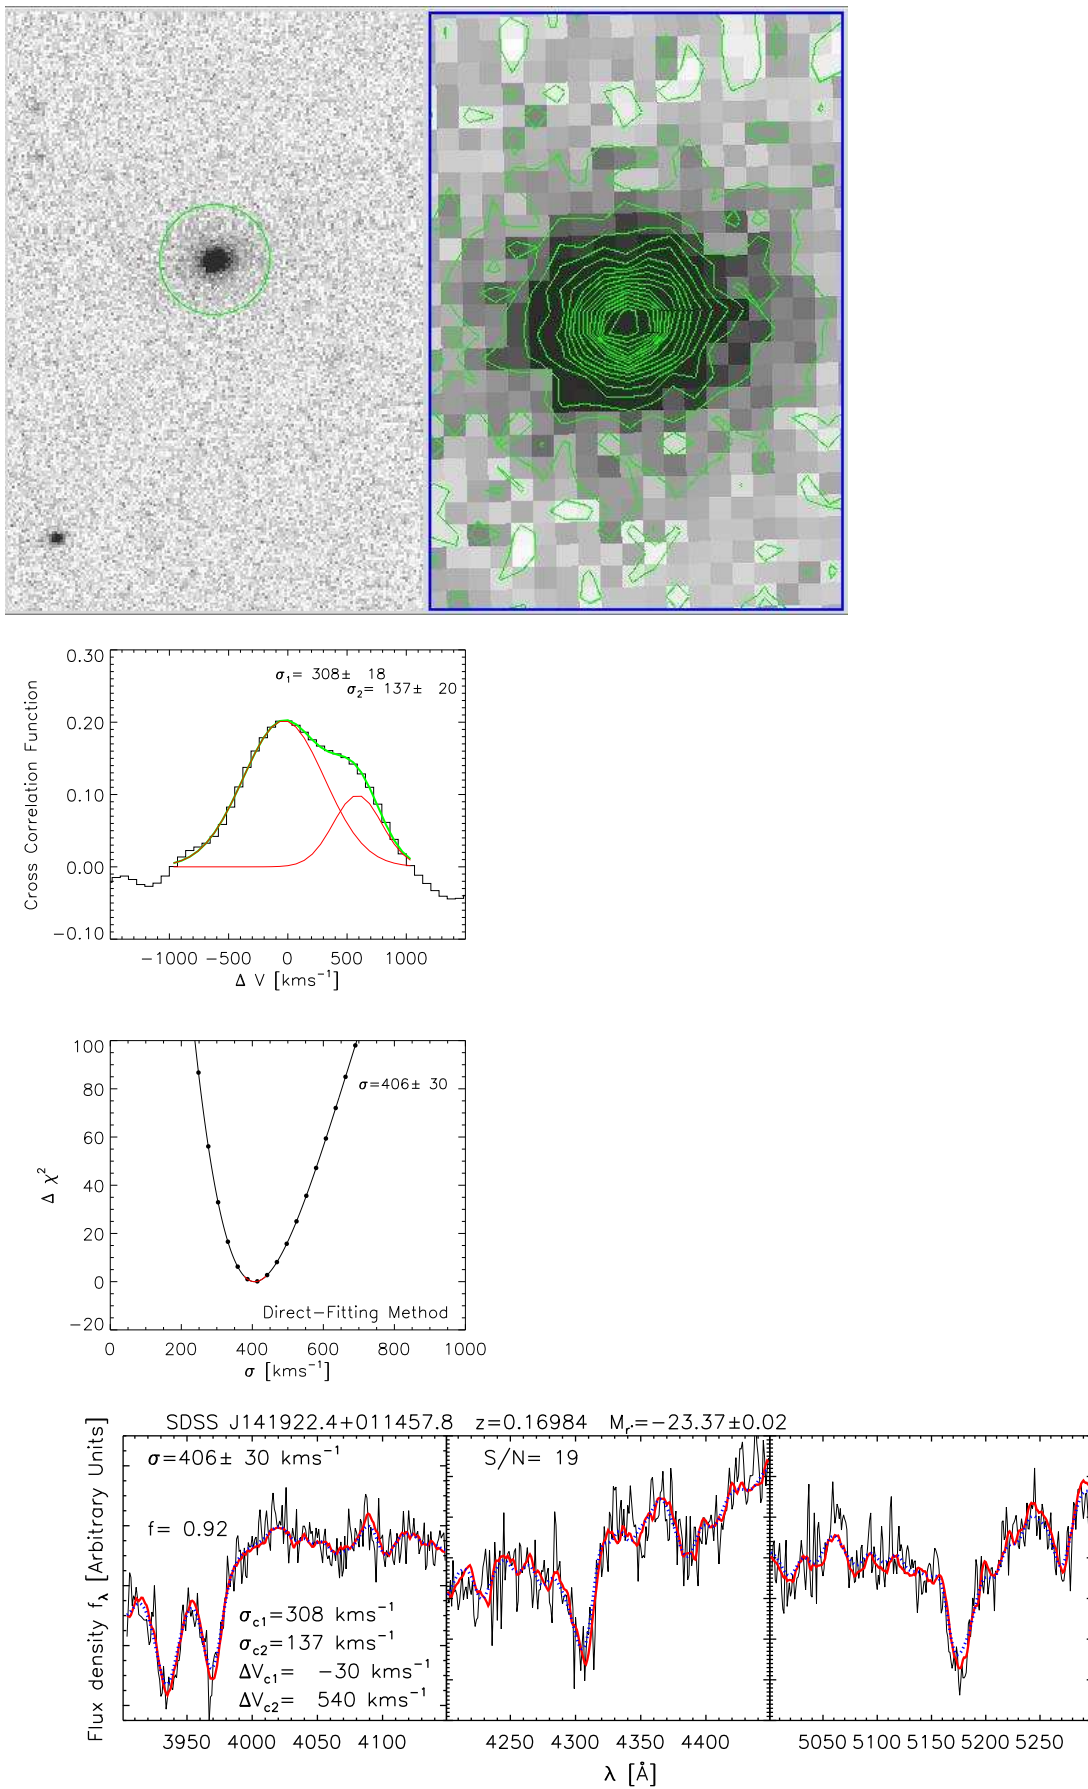 0.30
0.20
0.10
0.00
−0.10
Cross Correlation Function
σ₁= 308± 18
σ₂= 137± 20
−1000 −500 0 500 1000
Δ V [kms⁻¹]
100
80
60
40
20
0
−20
Δ χ²
σ=406± 30
Direct−Fitting Method
0 200 400 600 800 1000
σ [kms⁻¹]
SDSS J141922.4+011457.8 z=0.16984 Mᵣ=−23.37±0.02
Flux density f_λ [Arbitrary Units]
σ=406± 30 kms⁻¹
S/N= 19
f= 0.92
σc1=308 kms⁻¹
σc2=137 kms⁻¹
ΔVc1= −30 kms⁻¹
ΔVc2= 540 kms⁻¹
3950 4000 4050 4100 4250 4300 4350 4400 5050 5100 5150 5200 5250
λ [Å]